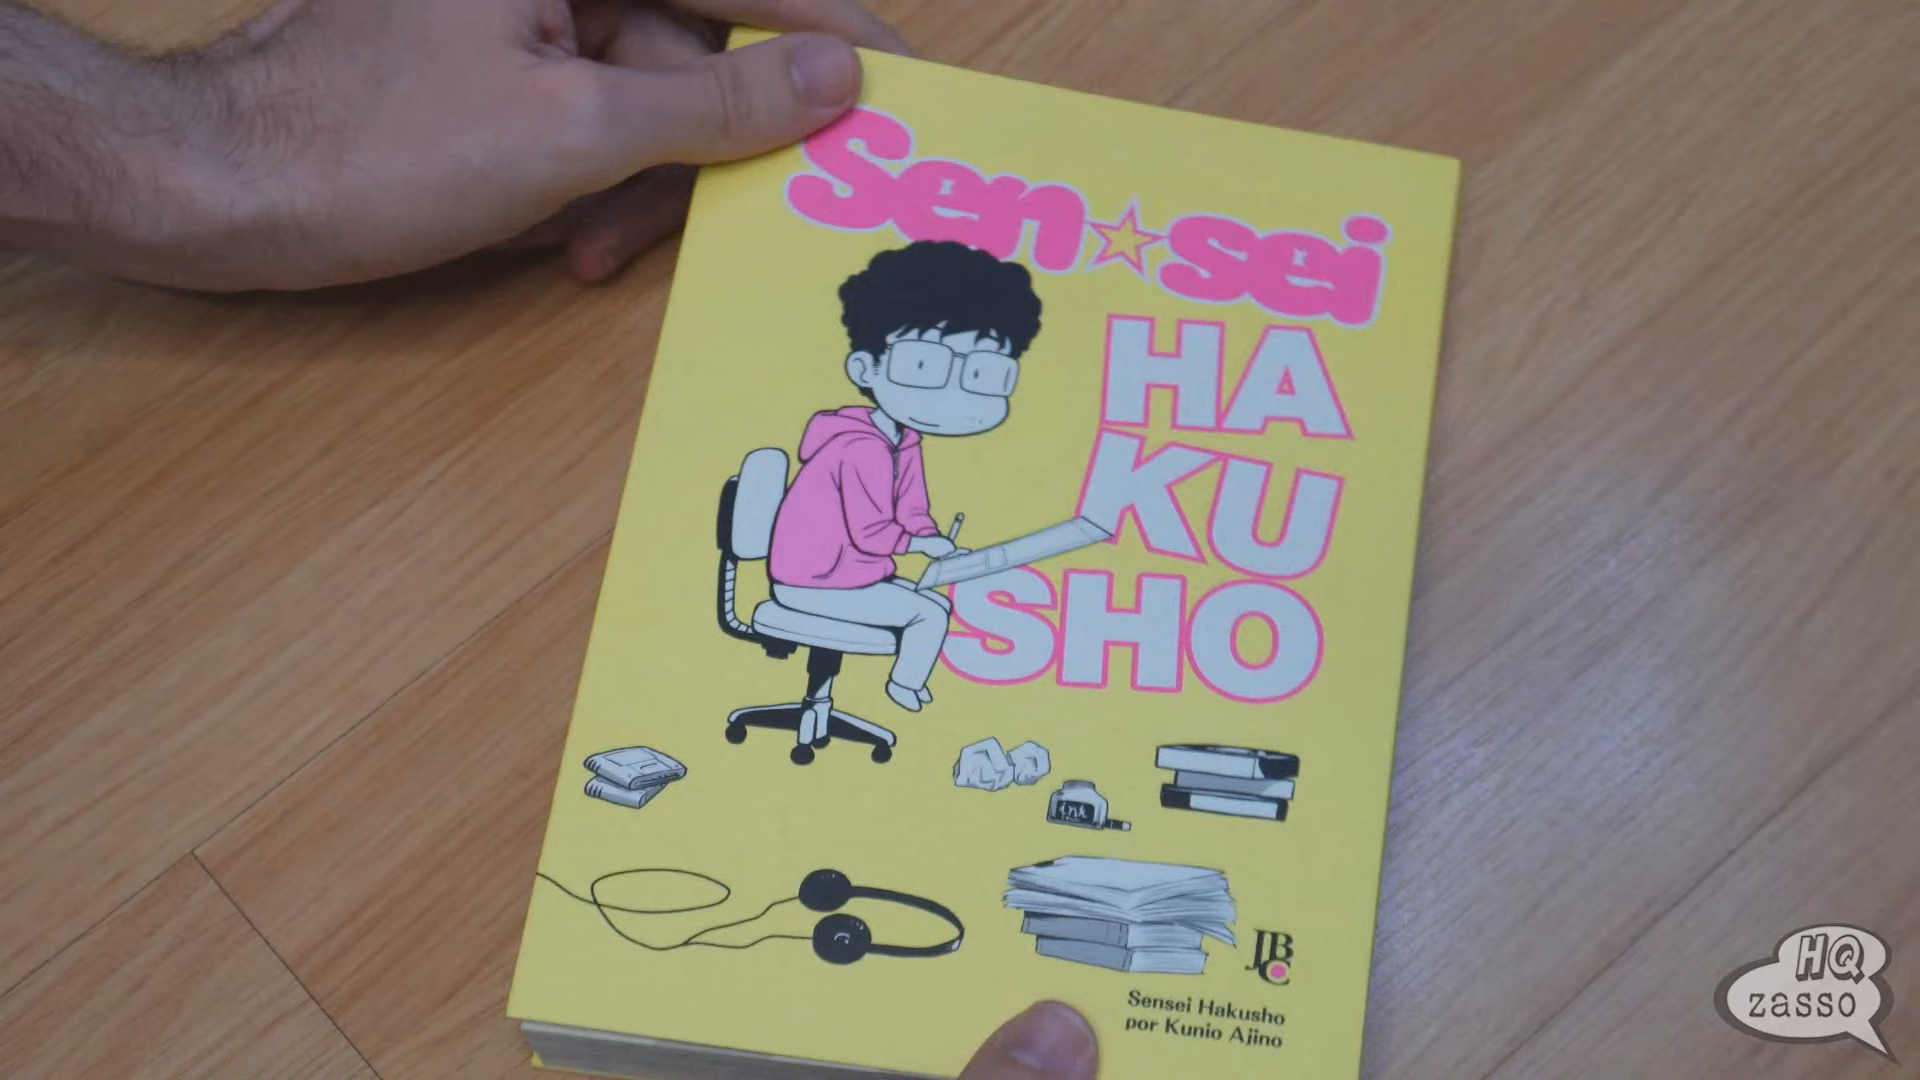 Sen☆sei
HA
KU
SHO
ink
JBC
Sensei Hakusho
por Kunio Ajino
HQ
zasso